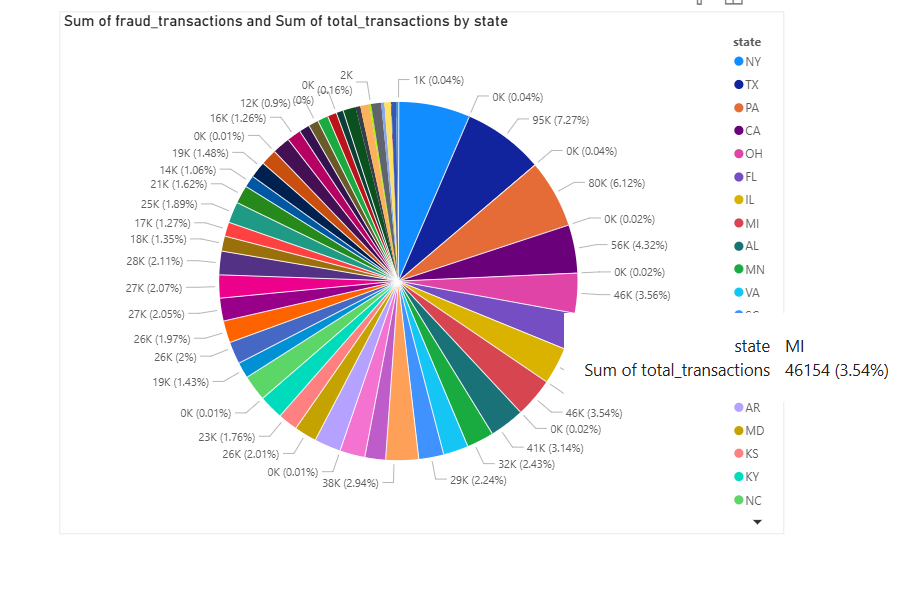 Sum of fraud_transactions and Sum of total_transactions by state
state
NY
TX
PA
CA
OH
FL
IL
MI
AL
MN
VA
AR
MD
KS
KY
NC
1K (0.04%)
0K (0.04%)
95K (7.27%)
0K (0.04%)
80K (6.12%)
0K (0.02%)
56K (4.32%)
0K (0.02%)
46K (3.56%)
state MI
Sum of total_transactions 46154 (3.54%)
46K (3.54%)
0K (0.02%)
41K (3.14%)
32K (2.43%)
29K (2.24%)
38K (2.94%)
0K (0.01%)
26K (2.01%)
23K (1.76%)
0K (0.01%)
19K (1.43%)
26K (2%)
26K (1.97%)
27K (2.05%)
27K (2.07%)
28K (2.11%)
18K (1.35%)
17K (1.27%)
25K (1.89%)
21K (1.62%)
14K (1.06%)
19K (1.48%)
0K (0.01%)
16K (1.26%)
12K (0.9%)
(0%)
0K
(0.16%)
2K